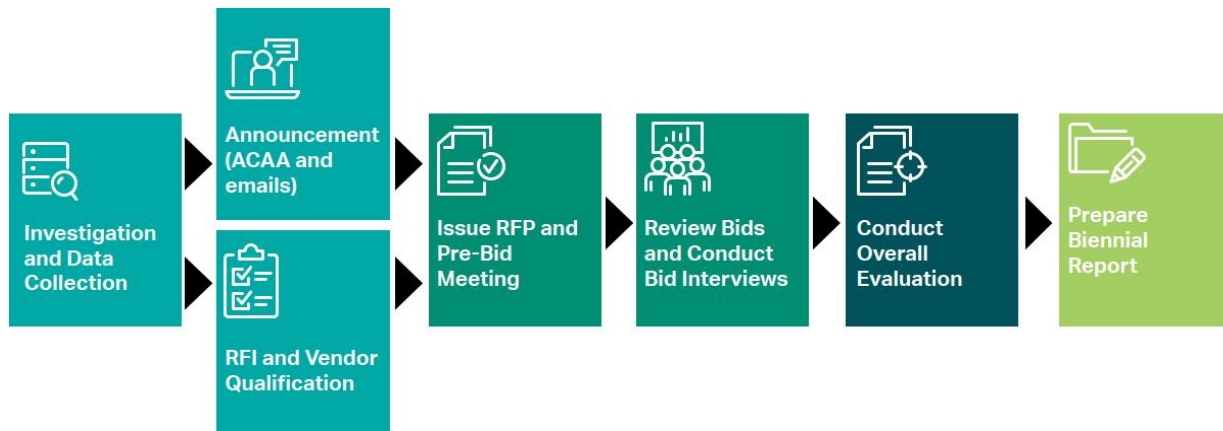 Investigation
and Data
Collection
Announcement
(ACAA and
emails)
RFI and Vendor
Qualification
Issue RFP and
Pre-Bid
Meeting
Review Bids
and Conduct
Bid Interviews
Conduct
Overall
Evaluation
Prepare
Biennial
Report